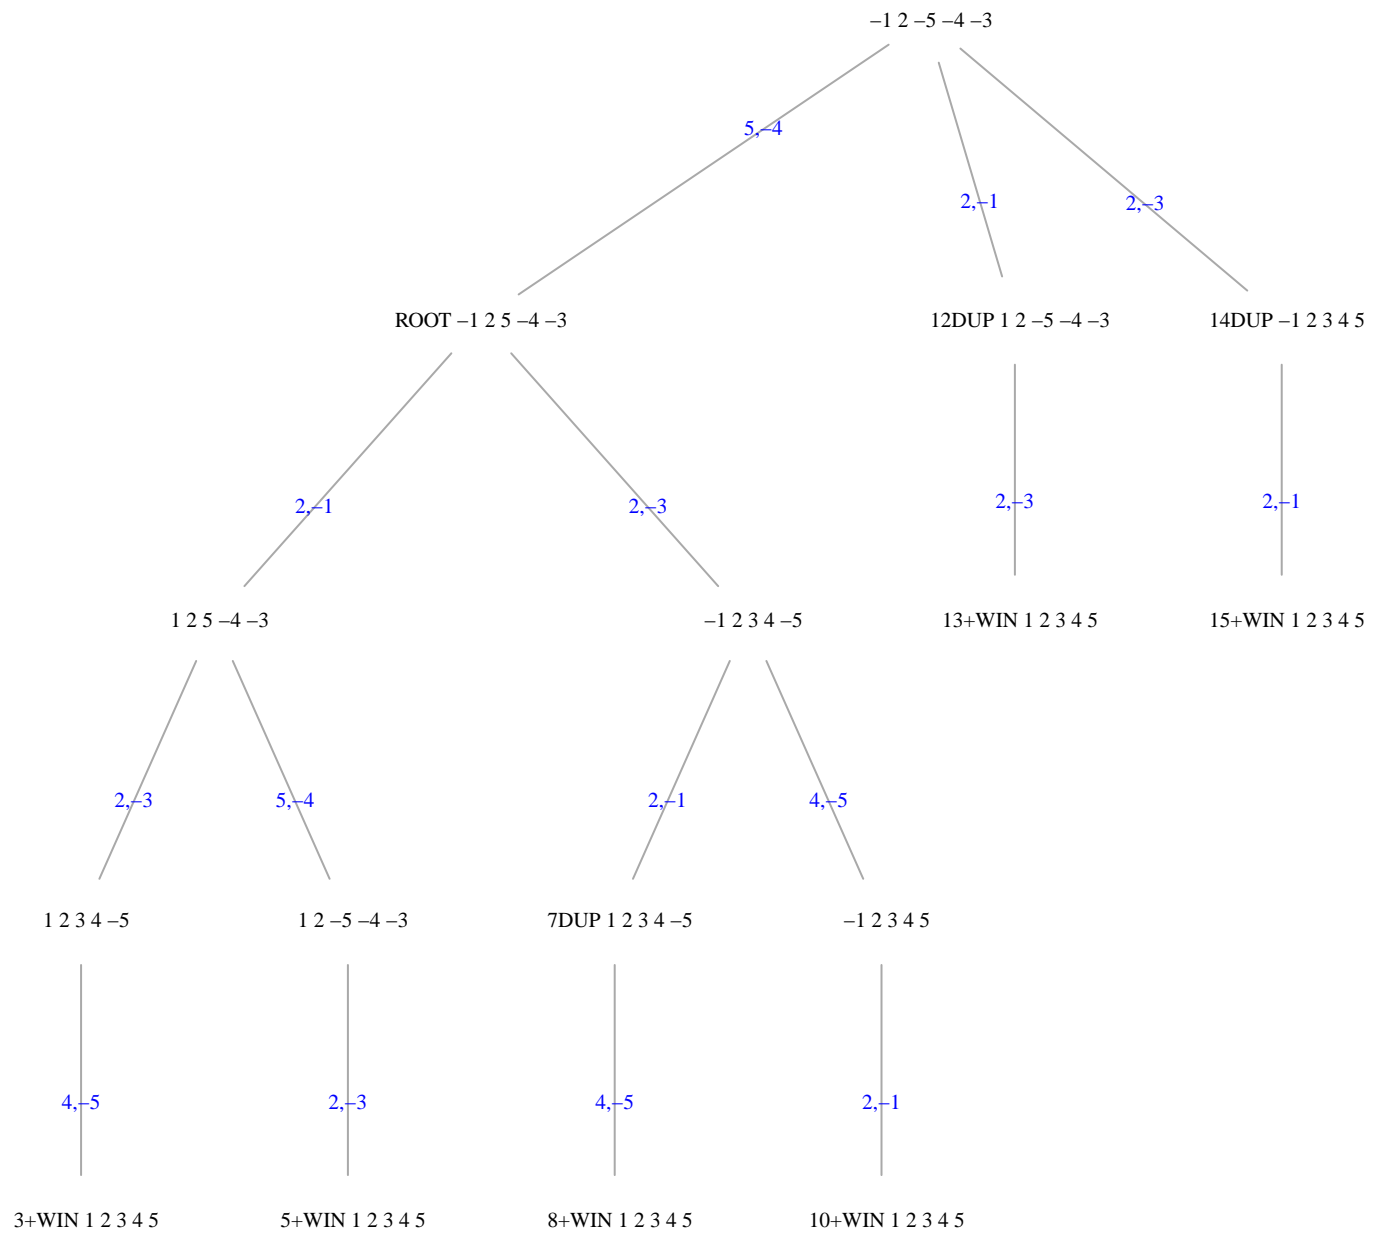 –1 2 –5 –4 –3
5,–4
2,–1
2,–3
ROOT –1 2 5 –4 –3
12DUP 1 2 –5 –4 –3
14DUP –1 2 3 4 5
2,–1
2,–3
2,–3
2,–1
1 2 5 –4 –3
–1 2 3 4 –5
13+WIN 1 2 3 4 5
15+WIN 1 2 3 4 5
2,–3
5,–4
2,–1
4,–5
1 2 3 4 –5
1 2 –5 –4 –3
7DUP 1 2 3 4 –5
–1 2 3 4 5
4,–5
2,–3
4,–5
2,–1
3+WIN 1 2 3 4 5
5+WIN 1 2 3 4 5
8+WIN 1 2 3 4 5
10+WIN 1 2 3 4 5